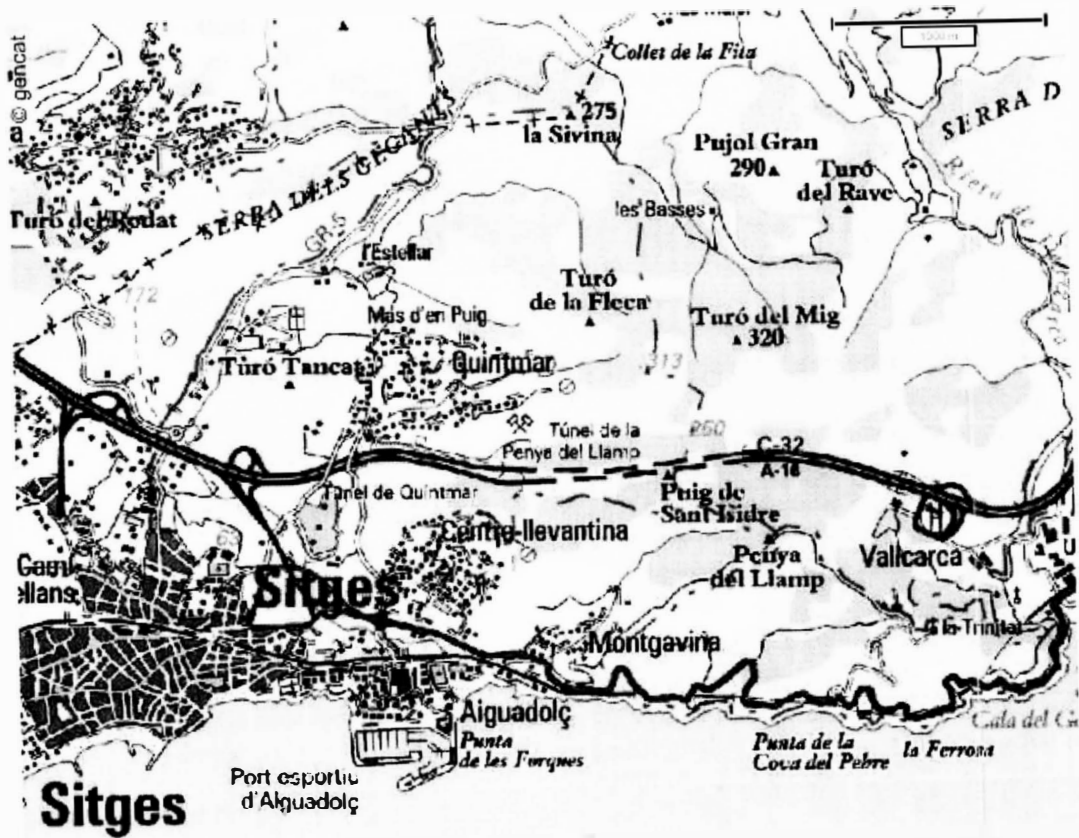 © gencat
Collet de la Fita
275
la Sivina
SERRA D
SERRA DELS GEGANTS
Pujol Gran
290
Turó
del Rave
Turó del Rodat
GR-5
les Basses
l'Estellar
172
Turó
de la Fleca
Mas d'en Puig
Turó del Mig
320
Turó Tancat
Quintmar
313
Túnel de la
Penya del Llamp
260
C-32
A-16
Túnel de Quintmar
Puig de
Sant Isidre
Centre-llevantina
63
Penya
del Llamp
Vallcarca
Sitges
la Trinitat
Montgavina
Aiguadolç
Punta
de les Forques
Punta de la
Cova del Pebre
la Ferrosa
Cala del
Port esportiu
d'Aiguadolç
Sitges